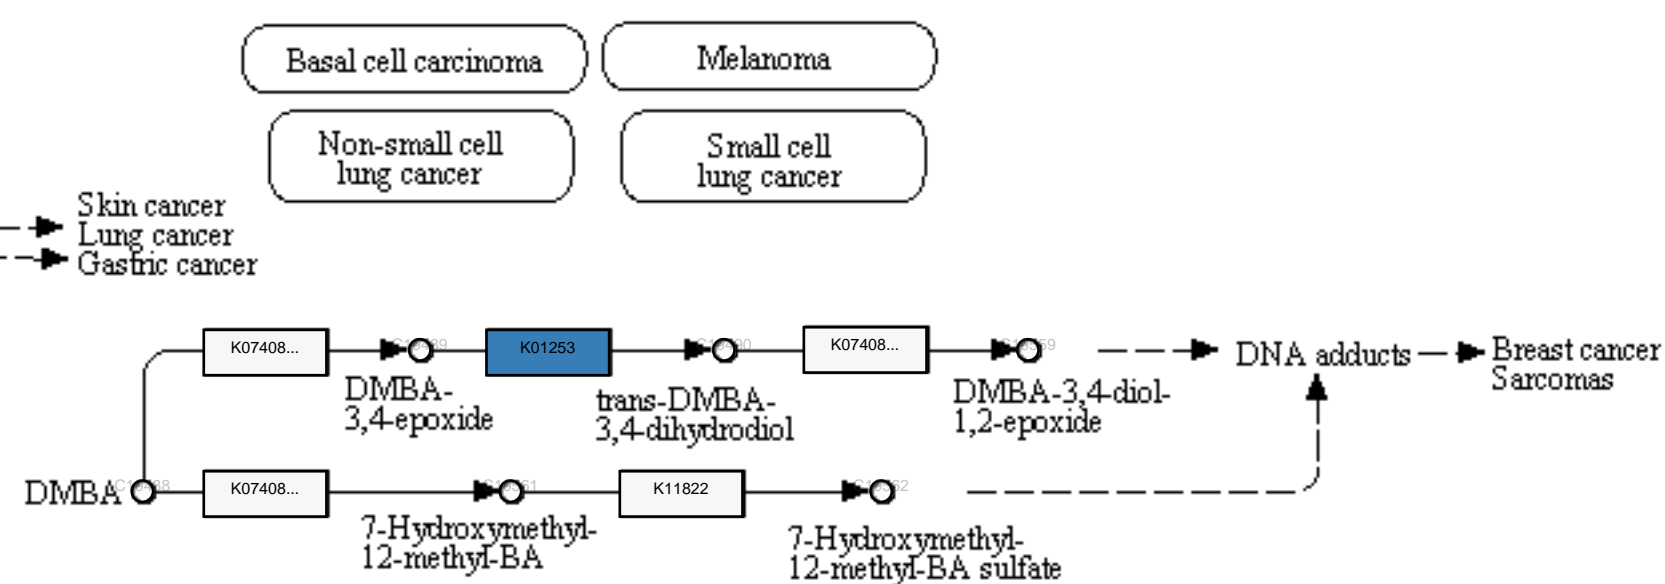 Basal cell carcinoma
Melanoma
Non-small cell
lung cancer
Small cell
lung cancer
Skin cancer
Lung cancer
Gastric cancer
K07408...
K01253
K07408...
DMBA-
3,4-epoxide
trans-DMBA-
3,4-dihydrodiol
DMBA-3,4-diol-
1,2-epoxide
DNA adducts
Breast cancer
Sarcomas
DMBA
K07408...
K11822
7-Hydroxymethyl-
12-methyl-BA
7-Hydroxymethyl-
12-methyl-BA sulfate